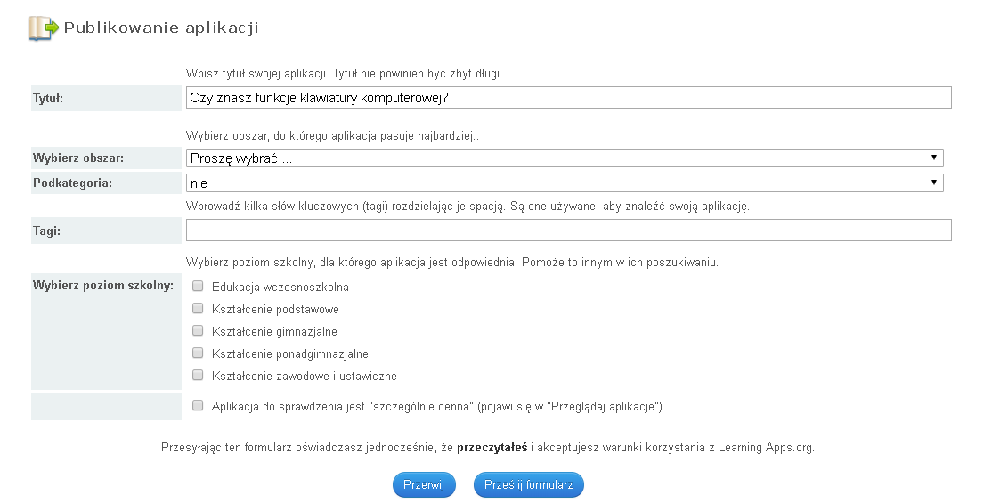 Publikowanie aplikacji
Wpisz tytuł swojej aplikacji. Tytuł nie powinien być zbyt długi.
Tytuł: Czy znasz funkcje klawiatury komputerowej?
Wybierz obszar, do którego aplikacja pasuje najbardziej..
Wybierz obszar: Proszę wybrać ...
Podkategoria: nie
Wprowadź kilka słów kluczowych (tagi) rozdzielając je spacją. Są one używane, aby znaleźć swoją aplikację.
Tagi:
Wybierz poziom szkolny, dla którego aplikacja jest odpowiednia. Pomoże to innym w ich poszukiwaniu.
Wybierz poziom szkolny: Edukacja wczesnoszkolna
Kształcenie podstawowe
Kształcenie gimnazjalne
Kształcenie ponadgimnazjalne
Kształcenie zawodowe i ustawiczne
Aplikacja do sprawdzenia jest "szczególnie cenna" (pojawi się w "Przeglądaj aplikacje").
Przesyłając ten formularz oświadczasz jednocześnie, że przeczytałeś i akceptujesz warunki korzystania z Learning Apps.org.
Przerwij Prześlij formularz